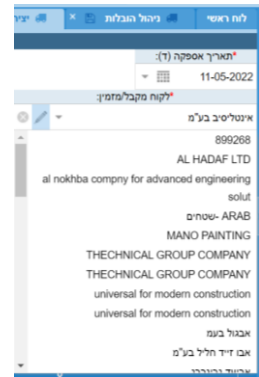 לוח ראשי ניהול הובלות יציר
*תאריך אספקה (ד):
11-05-2022
*לקוח מקבל/מזמין:
אינטליסיב בע"מ
899268
AL HADAF LTD
al nokhba compny for advanced engineering
solut
ARAB -שטחים
MANO PAINTING
THECHNICAL GROUP COMPANY
THECHNICAL GROUP COMPANY
universal for modern construction
universal for modern construction
אבגול בעמ
אבו זייד חליל בע"מ